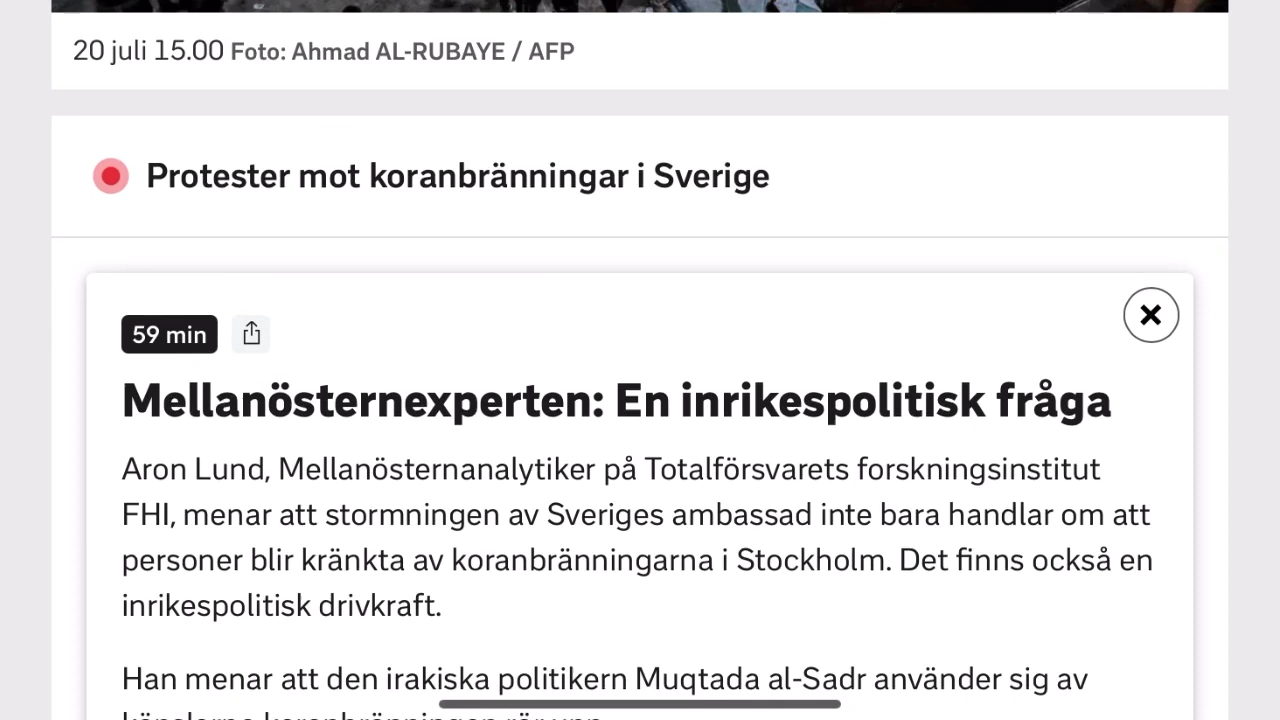 20 juli 15.00 Foto: Ahmad AL-RUBAYE / AFP
Protester mot koranbränningar i Sverige
59 min
Mellanösternexperten: En inrikespolitisk fråga
Aron Lund, Mellanösternanalytiker på Totalförsvarets forskningsinstitut
FHI, menar att stormningen av Sveriges ambassad inte bara handlar om att
personer blir kränkta av koranbränningarna i Stockholm. Det finns också en
inrikespolitisk drivkraft.
Han menar att den irakiska politikern Muqtada al-Sadr använder sig av